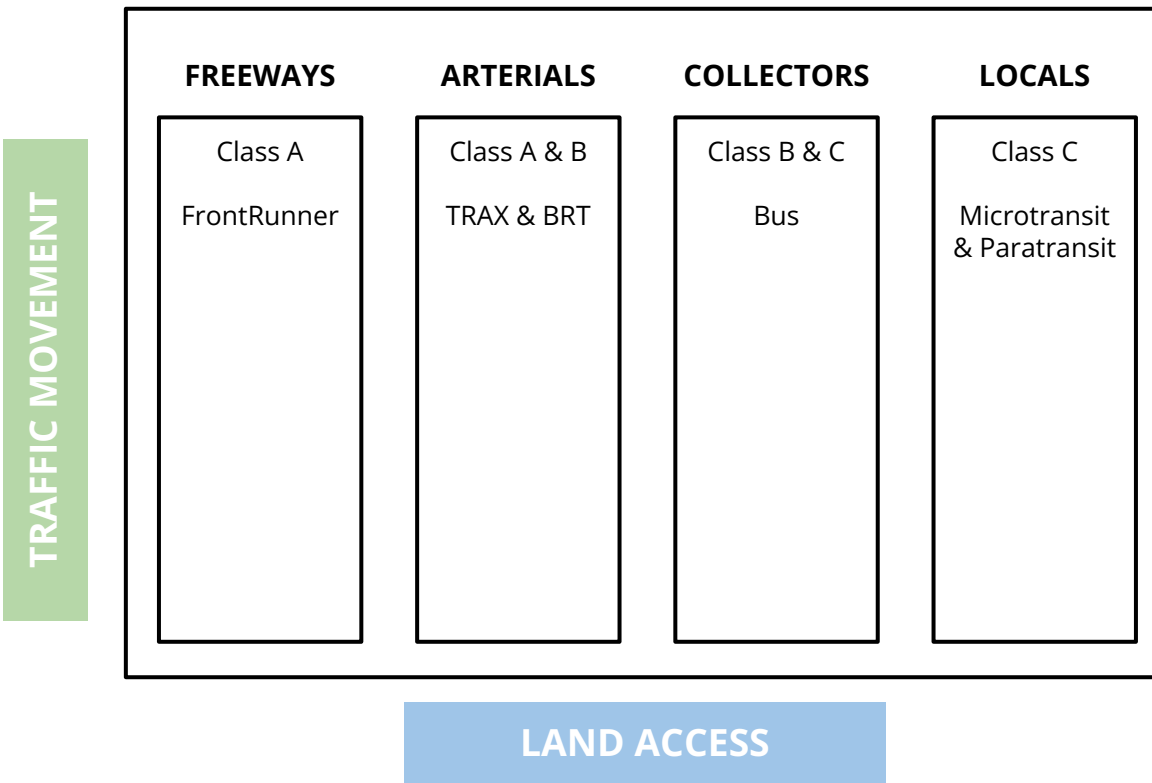 FREEWAYS
ARTERIALS
COLLECTORS
LOCALS
Class A
FrontRunner
Class A & B
TRAX & BRT
Class B & C
Bus
Class C
Microtransit
& Paratransit
TRAFFIC MOVEMENT
LAND ACCESS